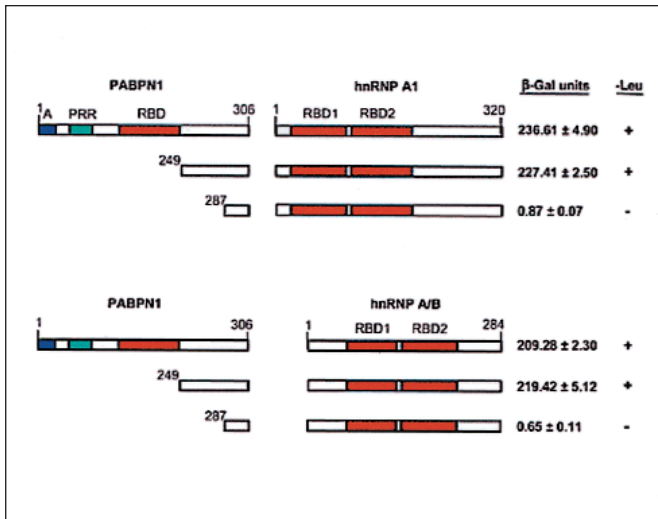 PABPN1 hnRNP A1 β-Gal units -Leu
1 A PRR RBD 306 1 RBD1 RBD2 320
236.61 ± 4.90 +
249 227.41 ± 2.50 +
287 0.87 ± 0.07 -
PABPN1 hnRNP A/B
1 306 1 RBD1 RBD2 284
209.28 ± 2.30 +
249 219.42 ± 5.12 +
287 0.65 ± 0.11 -